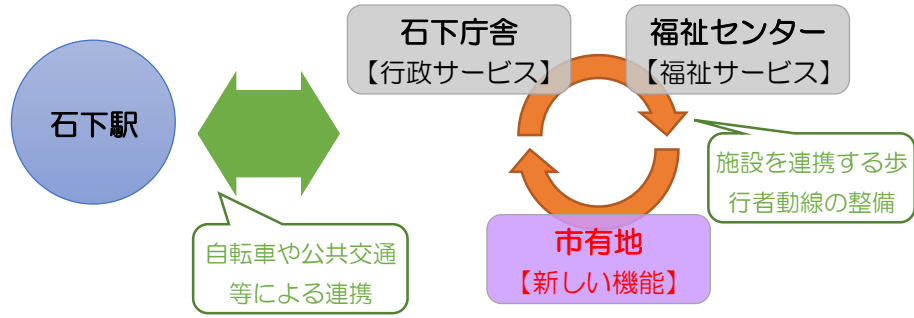 石下駅
石下庁舎
【行政サービス】
福祉センター
【福祉サービス】
施設を連携する歩
行者動線の整備
自転車や公共交通
等による連携
市有地
【新しい機能】